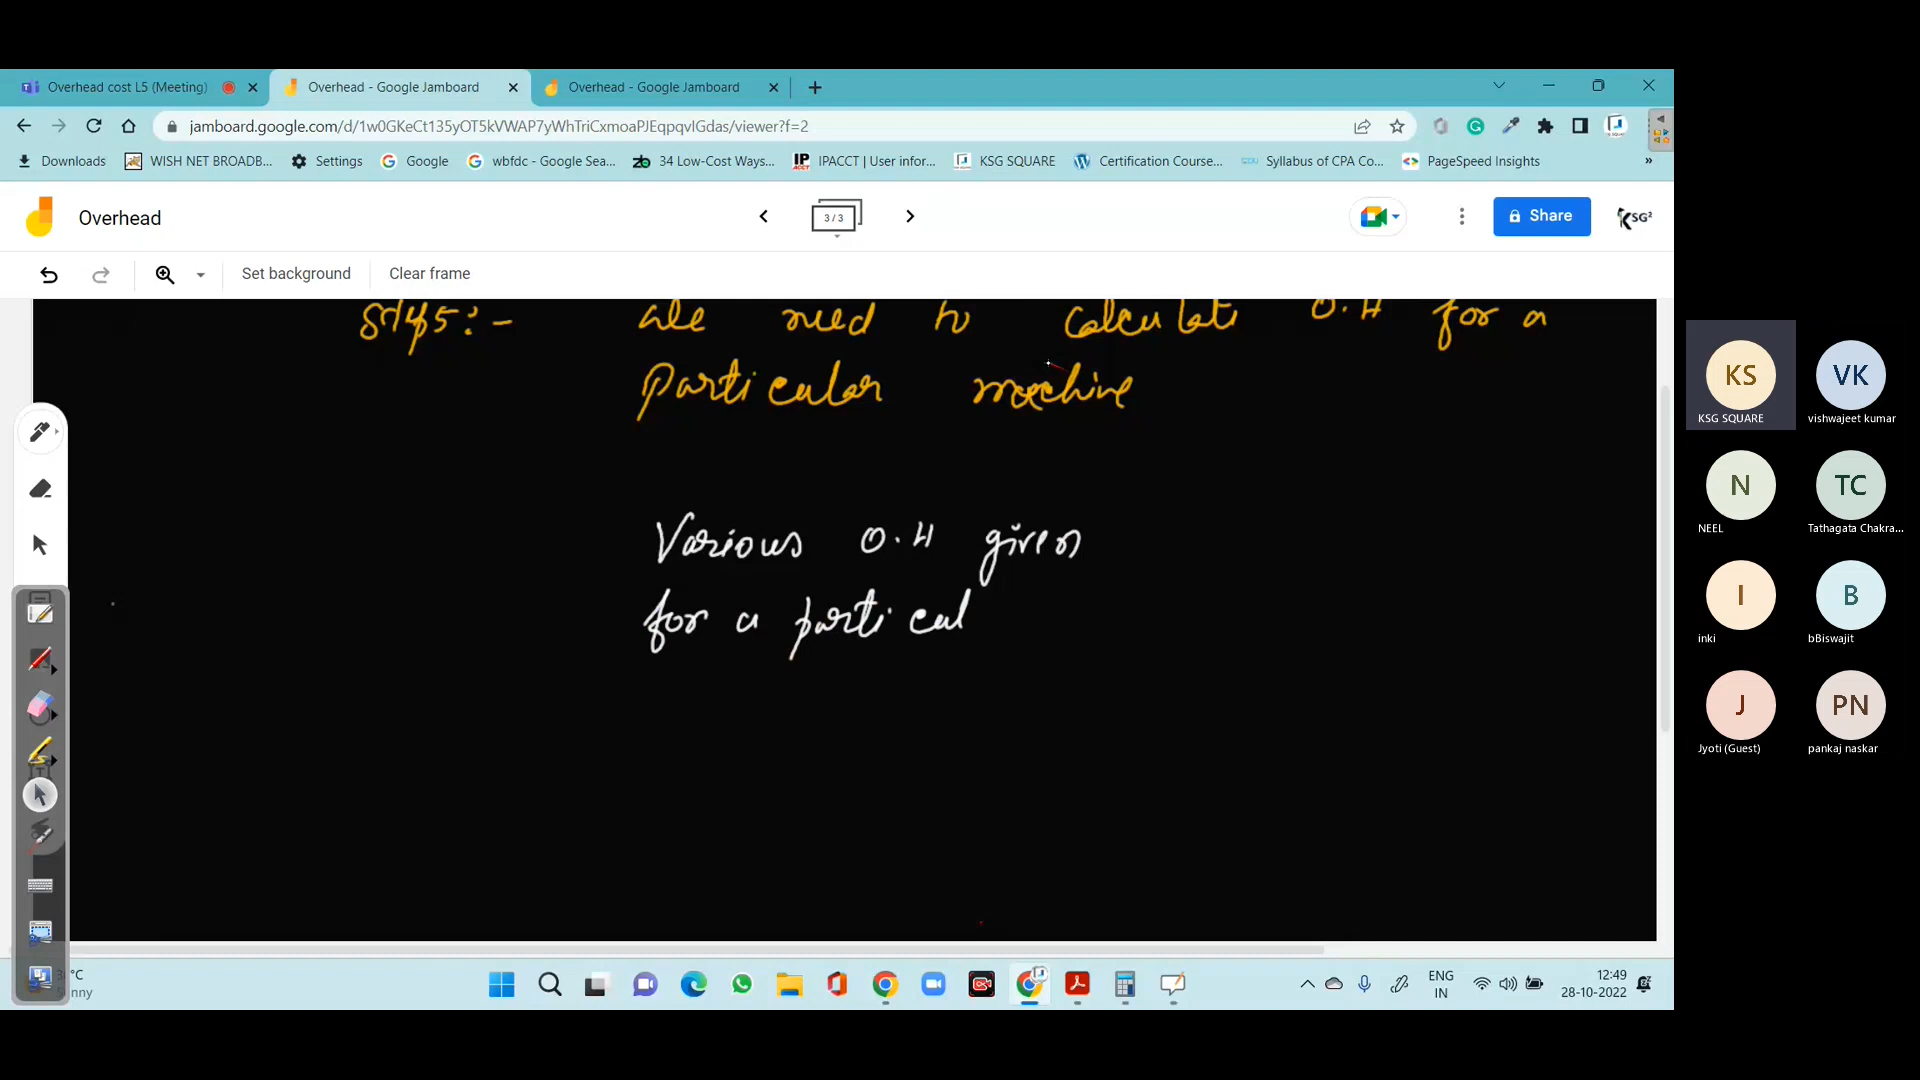 Overhead cost L5 (Meeting)
Overhead - Google Jamboard
Overhead - Google Jamboard
jamboard.google.com/d/1w0GKeCt135yOT5kVWAP7yWhTriCxmoaPJEqpqvIGdas/viewer?f=2
Downloads
WISH NET BROADB...
Settings
Google
wbfdc - Google Sea...
34 Low-Cost Ways...
IPACCT | User infor...
KSG SQUARE
Certification Course...
Syllabus of CPA Co...
PageSpeed Insights
»
Overhead
3 / 3
Share
KSG²
Set background
Clear frame
Step5:- We need to calculate O.H for a
particular machine
Various O.H given
for a particul
KS
KSG SQUARE
VK
vishwajeet kumar
N
NEEL
TC
Tathagata Chakra...
I
inki
B
bBiswajit
J
Jyoti (Guest)
PN
pankaj naskar
ENG
IN
12:49
28-10-2022